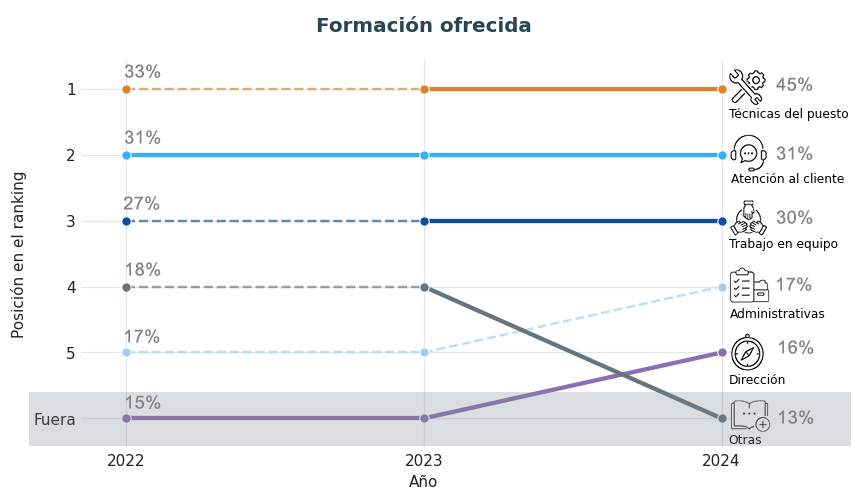 Formación ofrecida
33%
1
45%
Técnicas del puesto
31%
2
31%
Atención al cliente
27%
3
30%
Trabajo en equipo
18%
4
17%
Administrativas
17%
5
16%
Dirección
15%
Fuera
13%
Otras
Posición en el ranking
2022
2023
2024
Año